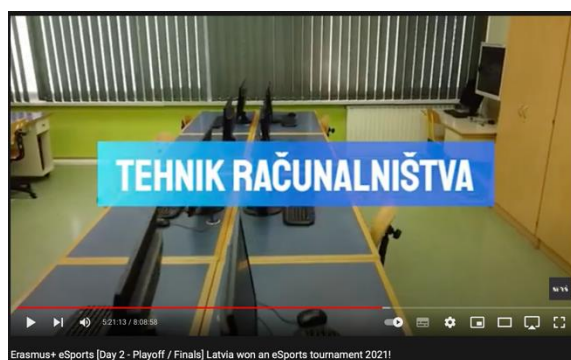 TEHNIK RAČUNALNIŠTVA
5:21:13 / 8:08:58
Erasmus+ eSports [Day 2 - Playoff / Finals] Latvia won an eSports tournament 2021!